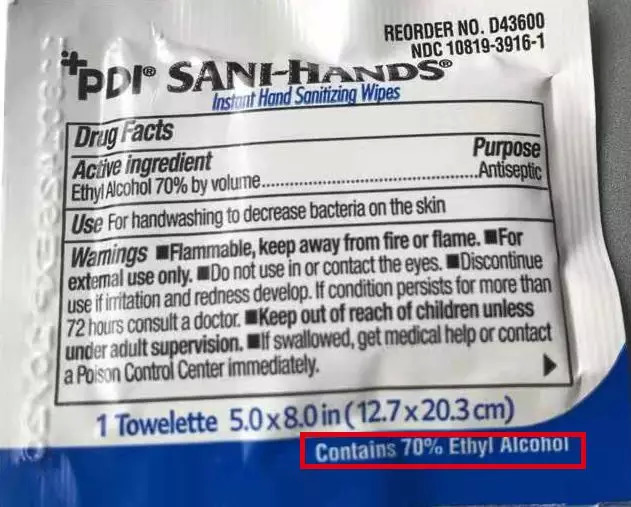 REORDER NO. D43600
NDC 10819-3916-1
PDI® SANI-HANDS®
Instant Hand Sanitizing Wipes
Drug Facts
Active ingredient Purpose
Ethyl Alcohol 70% by volume.......................................................Antiseptic
Use For handwashing to decrease bacteria on the skin
Warnings ■Flammable, keep away from fire or flame. ■For
external use only. ■Do not use in or contact the eyes. ■Discontinue
use if irritation and redness develop. If condition persists for more than
72 hours consult a doctor. ■Keep out of reach of children unless
under adult supervision. ■If swallowed, get medical help or contact
a Poison Control Center immediately.
1 Towelette 5.0 x 8.0 in (12.7 x 20.3 cm)
Contains 70% Ethyl Alcohol